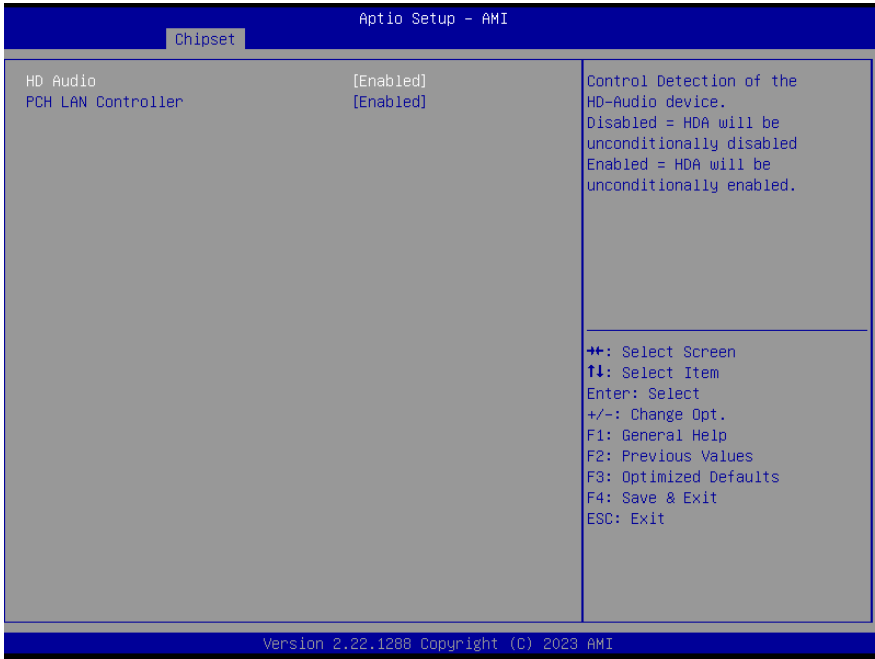 Aptio Setup – AMI
Chipset
HD Audio [Enabled]
PCH LAN Controller [Enabled]
Control Detection of the
HD-Audio device.
Disabled = HDA will be
unconditionally disabled
Enabled = HDA will be
unconditionally enabled.
→←: Select Screen
↑↓: Select Item
Enter: Select
+/-: Change Opt.
F1: General Help
F2: Previous Values
F3: Optimized Defaults
F4: Save & Exit
ESC: Exit
Version 2.22.1288 Copyright (C) 2023 AMI